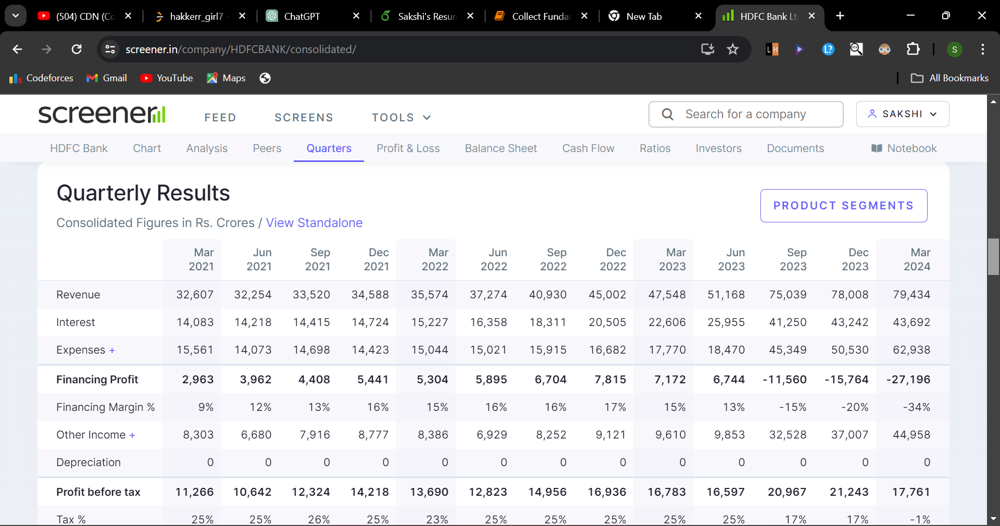 (504) CDN (Co
hakkerr_girl7 -
ChatGPT
Sakshi's Resum
Collect Fundar
New Tab
HDFC Bank Lt
screener.in/company/HDFCBANK/consolidated/
LH
L?
OCR
S
Codeforces
Gmail
YouTube
Maps
All Bookmarks
screener
FEED
SCREENS
TOOLS
Search for a company
SAKSHI
HDFC Bank Chart Analysis Peers Quarters Profit & Loss Balance Sheet Cash Flow Ratios Investors Documents Notebook
Quarterly Results
PRODUCT SEGMENTS
Consolidated Figures in Rs. Crores / View Standalone
Mar Jun Sep Dec Mar Jun Sep Dec Mar Jun Sep Dec Mar
2021 2021 2021 2021 2022 2022 2022 2022 2023 2023 2023 2023 2024
Revenue 32,607 32,254 33,520 34,588 35,574 37,274 40,930 45,002 47,548 51,168 75,039 78,008 79,434
Interest 14,083 14,218 14,415 14,724 15,227 16,358 18,311 20,505 22,606 25,955 41,250 43,242 43,692
Expenses + 15,561 14,073 14,698 14,423 15,044 15,021 15,915 16,682 17,770 18,470 45,349 50,530 62,938
Financing Profit 2,963 3,962 4,408 5,441 5,304 5,895 6,704 7,815 7,172 6,744 -11,560 -15,764 -27,196
Financing Margin % 9% 12% 13% 16% 15% 16% 16% 17% 15% 13% -15% -20% -34%
Other Income + 8,303 6,680 7,916 8,777 8,386 6,929 8,252 9,121 9,610 9,853 32,528 37,007 44,958
Depreciation 0 0 0 0 0 0 0 0 0 0 0 0 0
Profit before tax 11,266 10,642 12,324 14,218 13,690 12,823 14,956 16,936 16,783 16,597 20,967 21,243 17,761
Tax % 25% 25% 26% 25% 23% 25% 25% 25% 25% 25% 17% 17% -1%